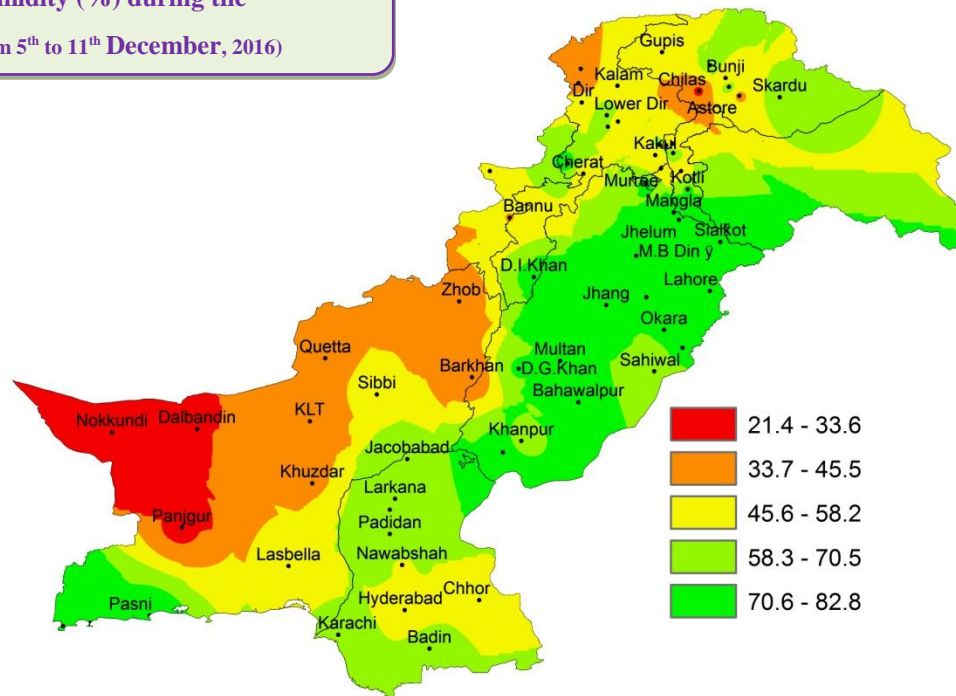 midity (%) during the
m 5th to 11th December, 2016)
Gupis
Bunji
Kalam
Chilas
Skardu
Dir
Lower Dir
Astore
Kakul
Cherat
Murree
Kotli
Bannu
Mangla
Jhelum
Sialkot
D.I.Khan
M.B Din ÿ
Zhob
Jhang
Lahore
Okara
Quetta
Multan
Sahiwal
Barkhan
D.G.Khan
Sibbi
Bahawalpur
Nokkundi
Dalbandin
KLT
Khanpur
21.4 - 33.6
Jacobabad
33.7 - 45.5
Khuzdar
Larkana
45.6 - 58.2
Panjgur
Padidan
Lasbella
Nawabshah
58.3 - 70.5
Chhor
Pasni
Hyderabad
70.6 - 82.8
Karachi
Badin